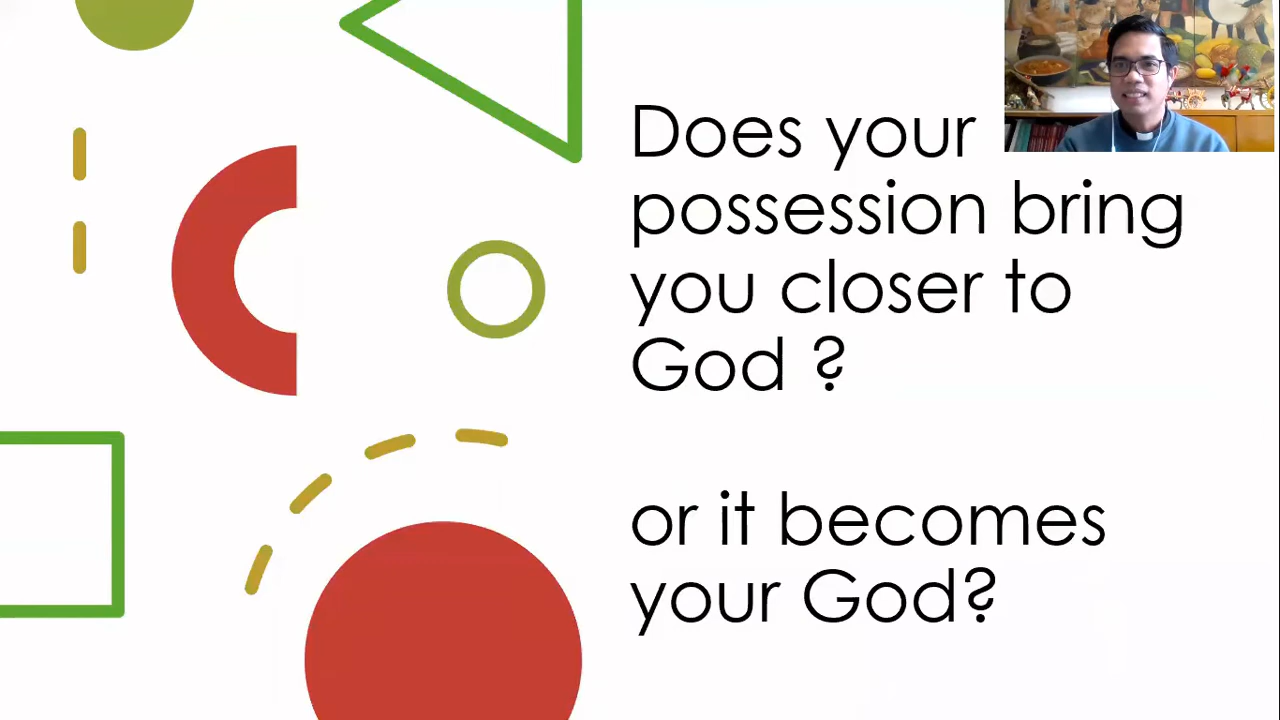 Does your
possession bring
you closer to
God ?
or it becomes
your God?